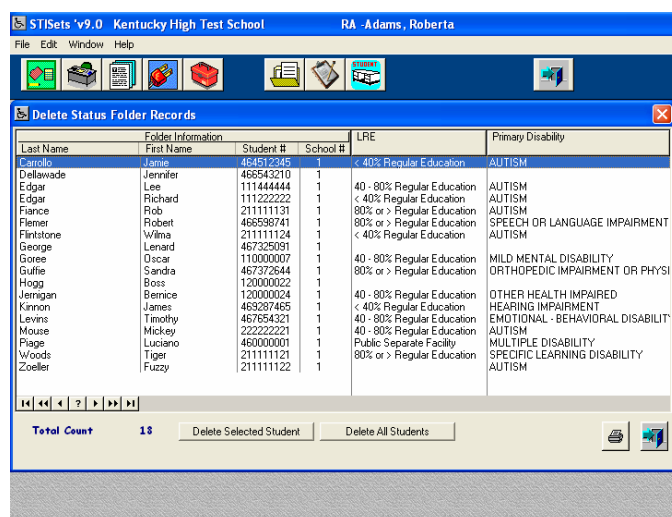 STISets 'v9.0 Kentucky High Test School RA -Adams, Roberta
File Edit Window Help
STUDENT
Delete Status Folder Records
Folder Information LRE Primary Disability
Last Name First Name Student # School #
Carrollo Jamie 464512345 1 < 40% Regular Education AUTISM
Dellawade Jennifer 466543210 1
Edgar Lee 111444444 1 40 - 80% Regular Education AUTISM
Edgar Richard 111222222 1 < 40% Regular Education AUTISM
Fiance Rob 211111131 1 80% or > Regular Education AUTISM
Flemer Robert 466598741 1 80% or > Regular Education SPEECH OR LANGUAGE IMPAIRMENT
Flintstone Wilma 211111124 1 < 40% Regular Education AUTISM
George Lenard 467325091 1
Goree Oscar 110000007 1 40 - 80% Regular Education MILD MENTAL DISABILITY
Guffie Sandra 467372644 1 80% or > Regular Education ORTHOPEDIC IMPAIRMENT OR PHYSI
Hogg Boss 120000022 1
Jernigan Bernice 120000024 1 40 - 80% Regular Education OTHER HEALTH IMPAIRED
Kinnon James 469287465 1 < 40% Regular Education HEARING IMPAIRMENT
Levins Timothy 467654321 1 40 - 80% Regular Education EMOTIONAL - BEHAVIORAL DISABILIT
Mouse Mickey 222222221 1 40 - 80% Regular Education AUTISM
Piage Luciano 460000001 1 Public Separate Facility MULTIPLE DISABILITY
Woods Tiger 211111121 1 80% or > Regular Education SPECIFIC LEARNING DISABILITY
Zoeller Fuzzy 211111122 1 AUTISM
?
Total Count 18 Delete Selected Student Delete All Students